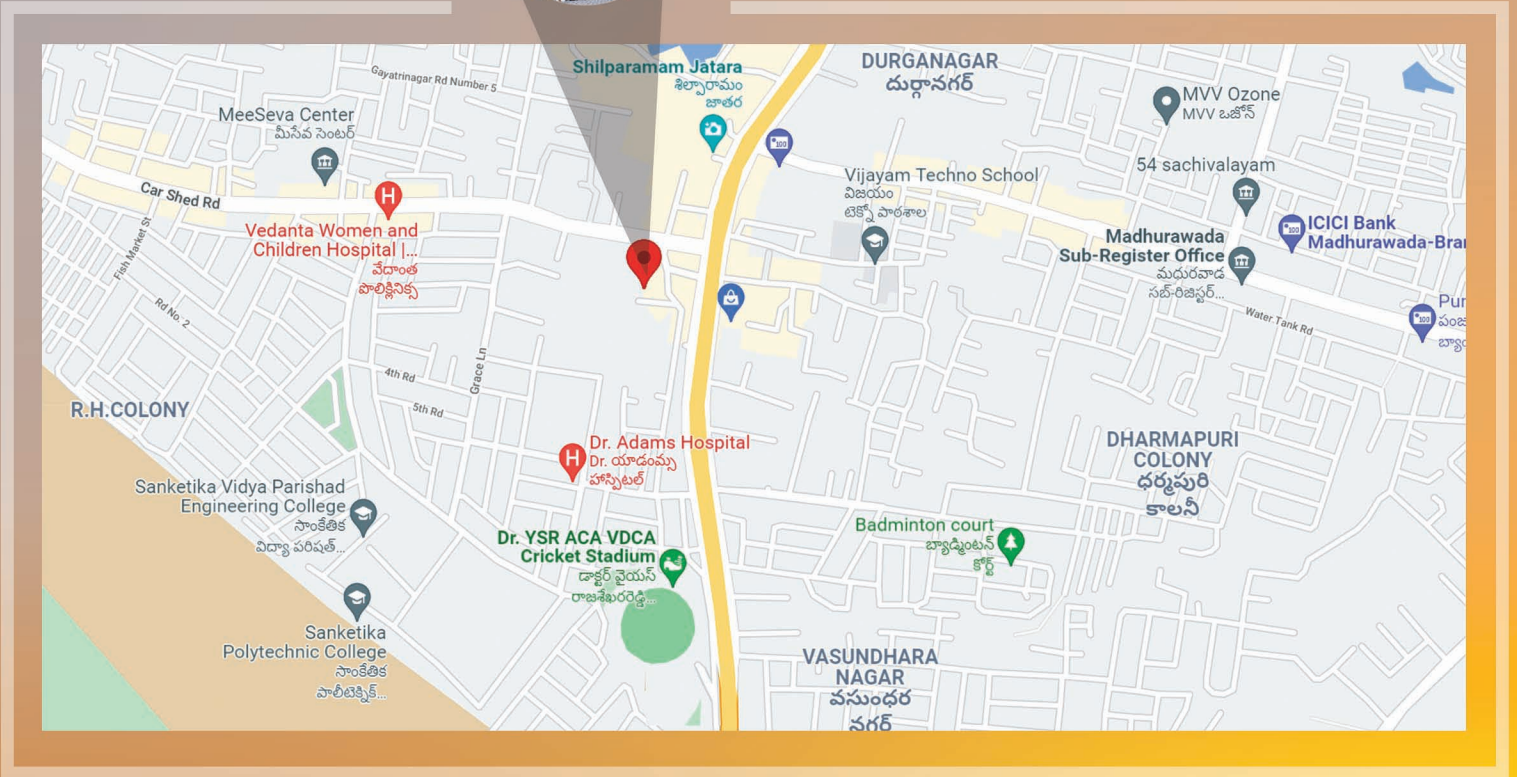 Gayatrinagar Rd Number 5
Shilparamam Jatara
శిల్పారామం
జాతర
DURGANAGAR
దుర్గానగర్
MVV Ozone
MVV ఒజోన్
MeeSeva Center
మీసేవ సెంటర్
54 sachivalayam
Vijayam Techno School
విజయం
టెక్నో పాఠశాల
Car Shed Rd
Fish Market St
Vedanta Women and
Children Hospital |...
వేదాంత
పాలిక్లినిక్స
ICICI Bank
Madhurawada-Bra
Madhurawada
Sub-Register Office
మధురవాడ
సబ్-రిజిస్టర్...
Water Tank Rd
Pu
పంజ
బ్యా
Rd No. 2
4th Rd
5th Rd
Grace Ln
R.H.COLONY
Dr. Adams Hospital
Dr. యాడంమ్స
హాస్పిటల్
DHARMAPURI
COLONY
ధర్మపురి
కాలనీ
Sanketika Vidya Parishad
Engineering College
సాంకేతిక
విద్యా పరిషత్...
Dr. YSR ACA VDCA
Cricket Stadium
డాక్టర్ వైయస్
రాజశేఖరరెడ్డి...
Badminton court
బ్యాడ్మింటన్
కోర్ట్
Sanketika
Polytechnic College
సాంకేతిక
పాలీటెక్నిక్...
VASUNDHARA
NAGAR
వసుంధర
నగర్